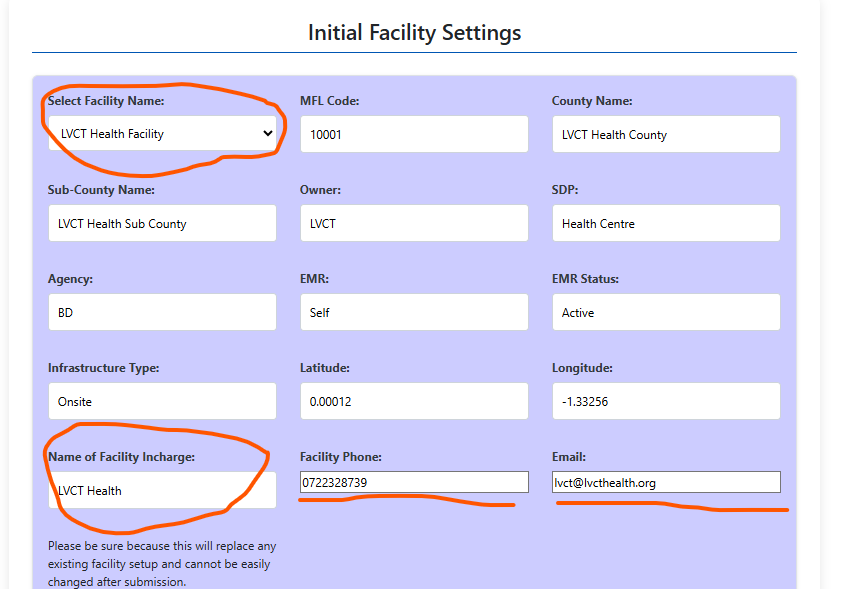 Initial Facility Settings
Select Facility Name: MFL Code: County Name:
LVCT Health Facility 10001 LVCT Health County
Sub-County Name: Owner: SDP:
LVCT Health Sub County LVCT Health Centre
Agency: EMR: EMR Status:
BD Self Active
Infrastructure Type: Latitude: Longitude:
Onsite 0.00012 -1.33256
Name of Facility Incharge: Facility Phone: Email:
LVCT Health 0722328739 lvct@lvcthealth.org
Please be sure because this will replace any
existing facility setup and cannot be easily
changed after submission.